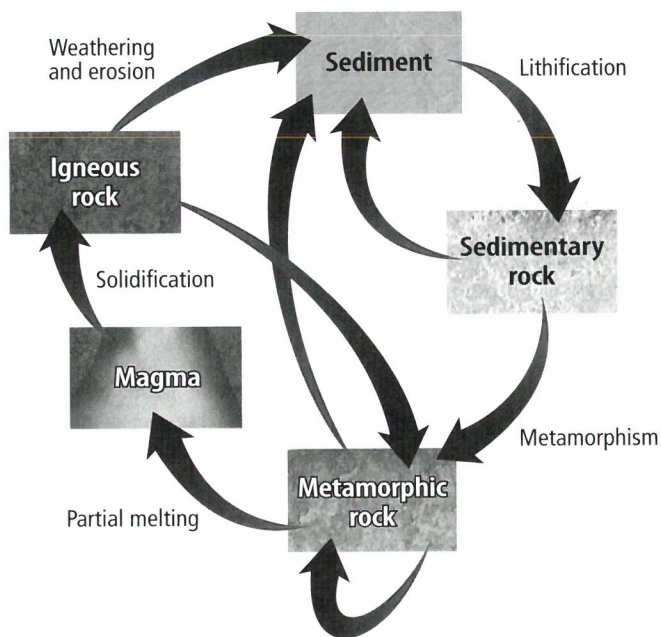 Weathering
and erosion
Sediment
Lithification
Igneous
rock
Sedimentary
rock
Solidification
Magma
Metamorphism
Metamorphic
rock
Partial melting